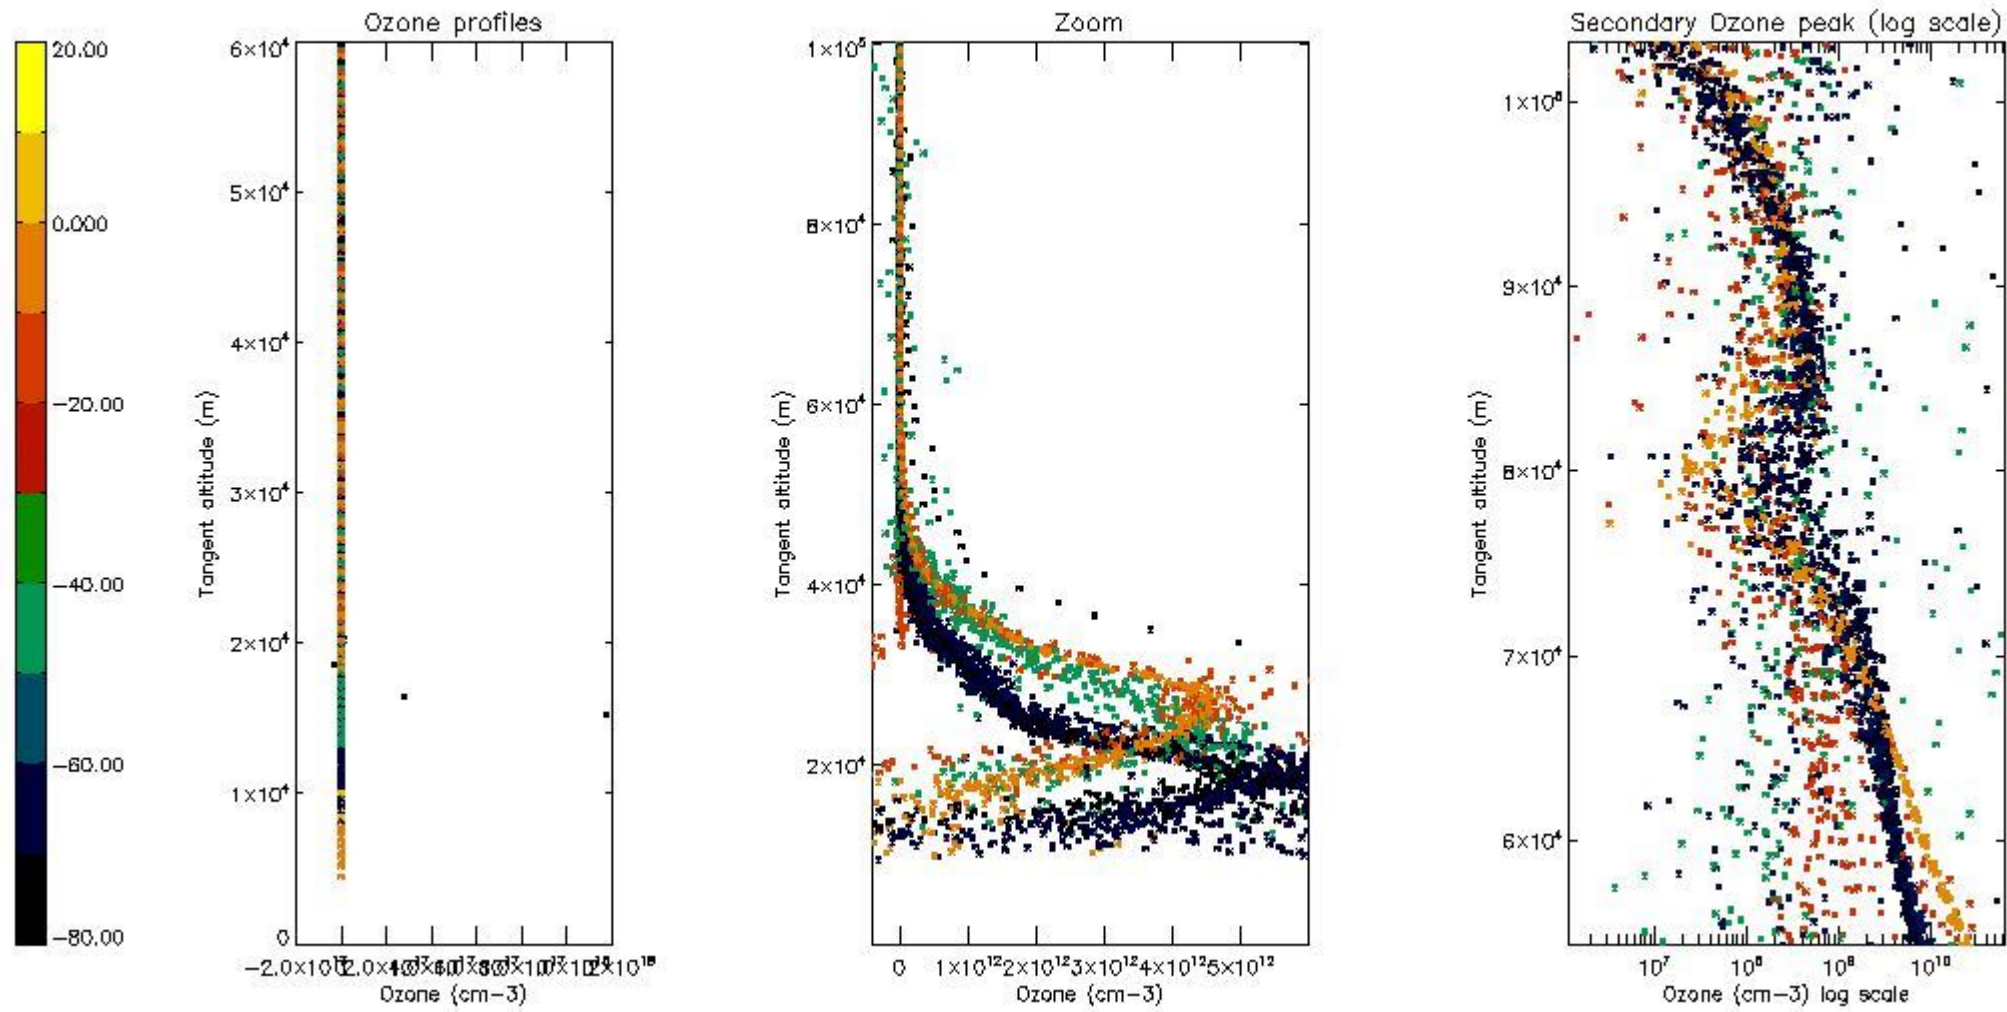 Ozone profiles
Zoom
Secondary Ozone peak (log scale)
20.00
0.000
−20.00
−40.00
−60.00
−80.00
6×10⁴
5×10⁴
4×10⁴
3×10⁴
2×10⁴
1×10⁴
0
Tangent altitude (m)
Ozone (cm−3)
1×10⁵
8×10⁴
6×10⁴
4×10⁴
2×10⁴
Tangent altitude (m)
0 1×10¹² 2×10¹² 3×10¹² 4×10¹² 5×10¹²
Ozone (cm−3)
9×10⁴
8×10⁴
7×10⁴
6×10⁴
Tangent altitude (m)
10⁷ 10⁸ 10⁹ 10¹⁰
Ozone (cm−3) log scale